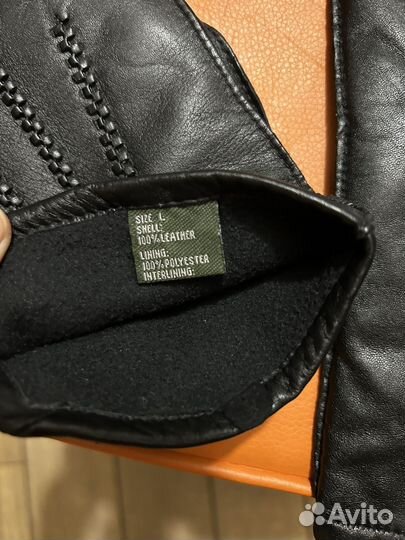 SIZE L
SHELL:
100%LEATHER
LINING:
100%POLYESTER
INTERLINING:
Avito